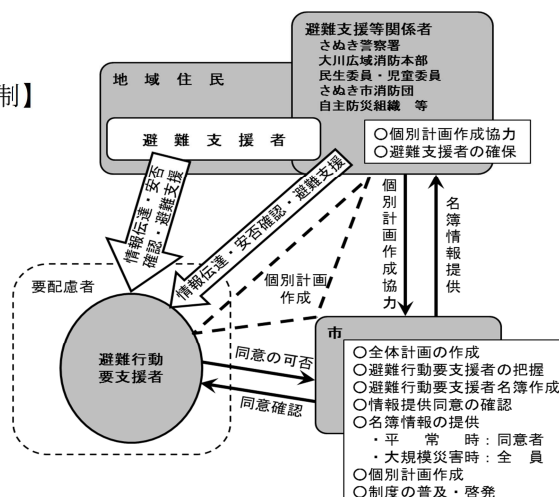 制】
避難支援等関係者
さぬき警察署
大川広域消防本部
民生委員・児童委員
さぬき市消防団
自主防災組織 等
地域住民
避難支援者
○個別計画作成協力
○避難支援者の確保
情報伝達・安否
確認・避難支援
情報伝達・安否確認・避難支援
個別計画作成協力
名簿情報提供
個別計画
作成
要配慮者
避難行動
要支援者
同意の可否
同意確認
市
○全体計画の作成
○避難行動要支援者の把握
○避難行動要支援者名簿作成
○情報提供同意の確認
○名簿情報の提供
・平 常 時：同意者
・大規模災害時：全 員
○個別計画作成
○制度の普及・啓発